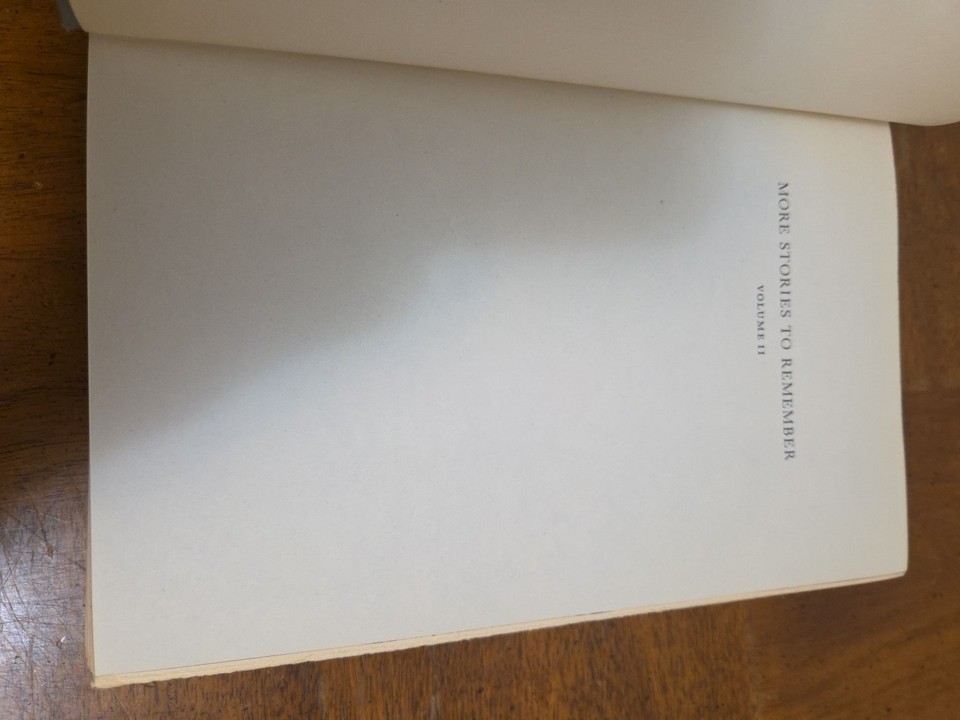 MORE STORIES TO REMEMBER
VOLUME II